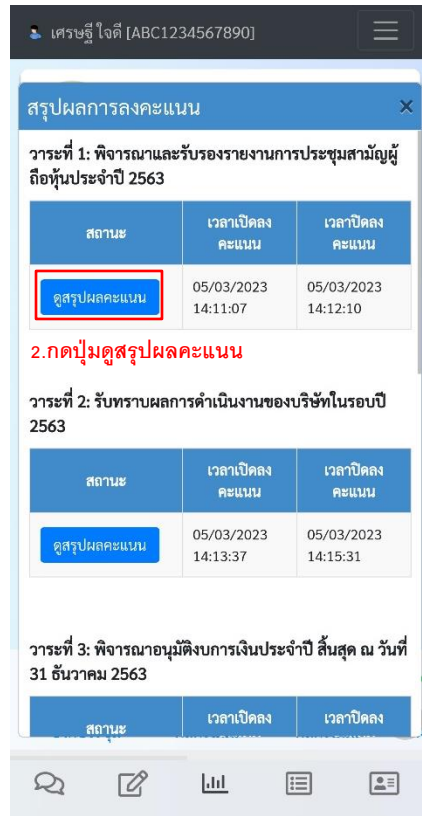 เศรษฐี ใจดี [ABC1234567890]
สรุปผลการลงคะแนน ×
วาระที่ 1: พิจารณาและรับรองรายงานการประชุมสามัญผู้
ถือหุ้นประจำปี 2563
สถานะ เวลาเปิดลงคะแนน เวลาปิดลงคะแนน
ดูสรุปผลคะแนน 05/03/2023 14:11:07 05/03/2023 14:12:10
2.กดปุ่มดูสรุปผลคะแนน
วาระที่ 2: รับทราบผลการดำเนินงานของบริษัทในรอบปี
2563
สถานะ เวลาเปิดลงคะแนน เวลาปิดลงคะแนน
ดูสรุปผลคะแนน 05/03/2023 14:13:37 05/03/2023 14:15:31
วาระที่ 3: พิจารณาอนุมัติงบการเงินประจำปี สิ้นสุด ณ วันที่
31 ธันวาคม 2563
สถานะ เวลาเปิดลง เวลาปิดลง